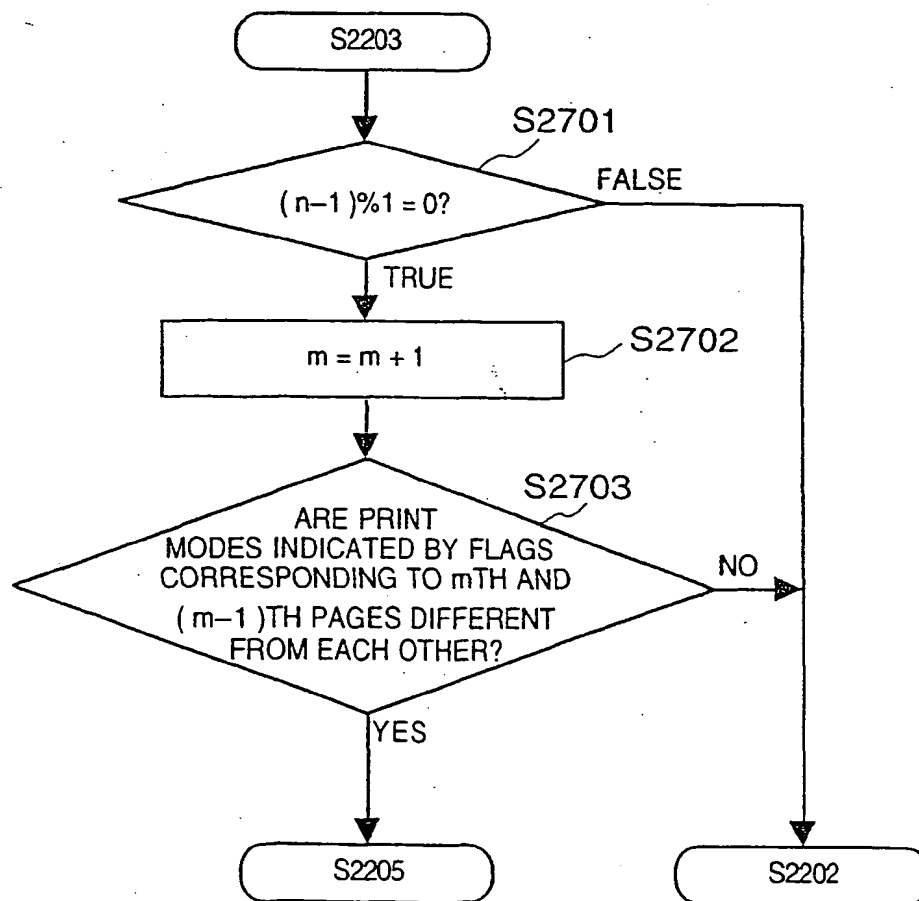 S2203
S2701
(n-1)%1 = 0?
FALSE
TRUE
m = m + 1
S2702
S2703
ARE PRINT
MODES INDICATED BY FLAGS
CORRESPONDING TO mTH AND
(m-1)TH PAGES DIFFERENT
FROM EACH OTHER?
NO
YES
S2205
S2202